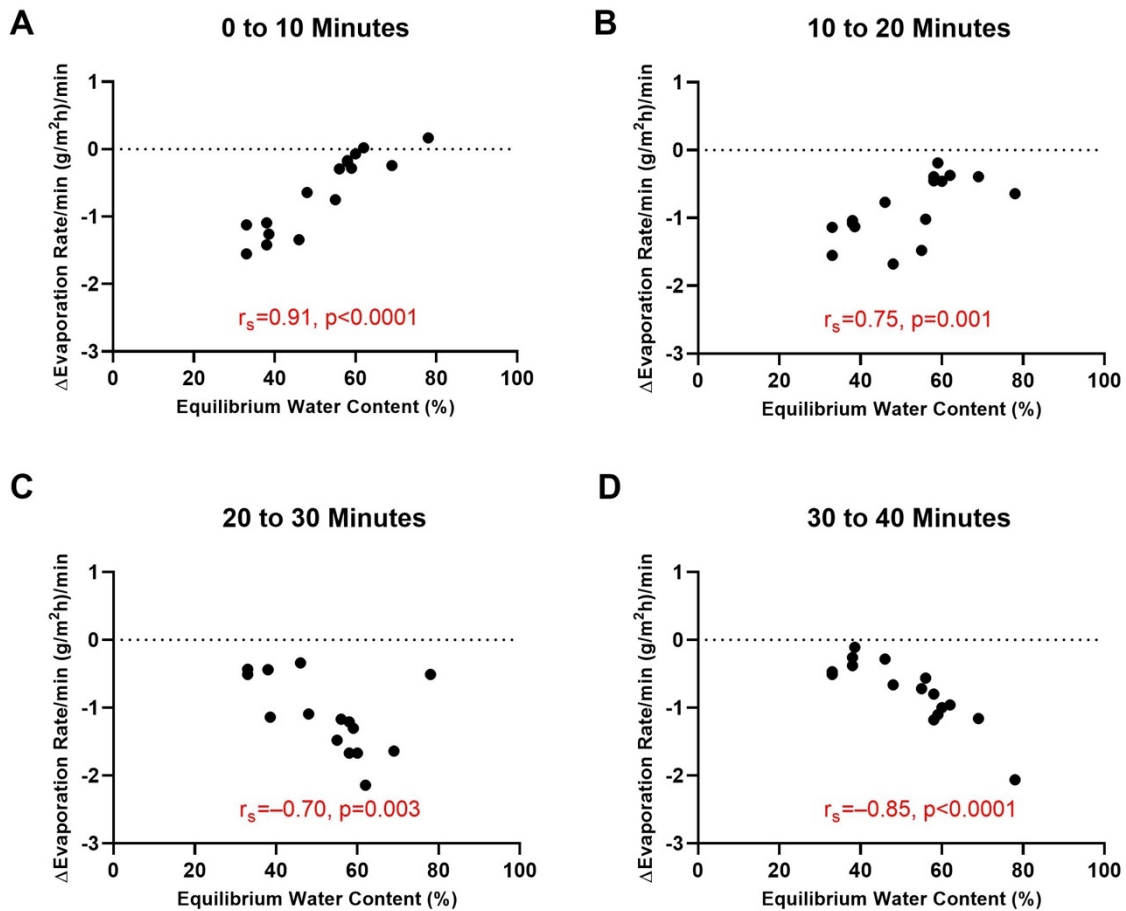 A
0 to 10 Minutes
ΔEvaporation Rate/min (g/m²h)/min
1
0
-1
-2
-3
r_s=0.91, p<0.0001
0 20 40 60 80 100
Equilibrium Water Content (%)
B
10 to 20 Minutes
ΔEvaporation Rate/min (g/m²h)/min
1
0
-1
-2
-3
r_s=0.75, p=0.001
0 20 40 60 80 100
Equilibrium Water Content (%)
C
20 to 30 Minutes
ΔEvaporation Rate/min (g/m²h)/min
1
0
-1
-2
-3
r_s=–0.70, p=0.003
0 20 40 60 80 100
Equilibrium Water Content (%)
D
30 to 40 Minutes
ΔEvaporation Rate/min (g/m²h)/min
1
0
-1
-2
-3
r_s=–0.85, p<0.0001
0 20 40 60 80 100
Equilibrium Water Content (%)